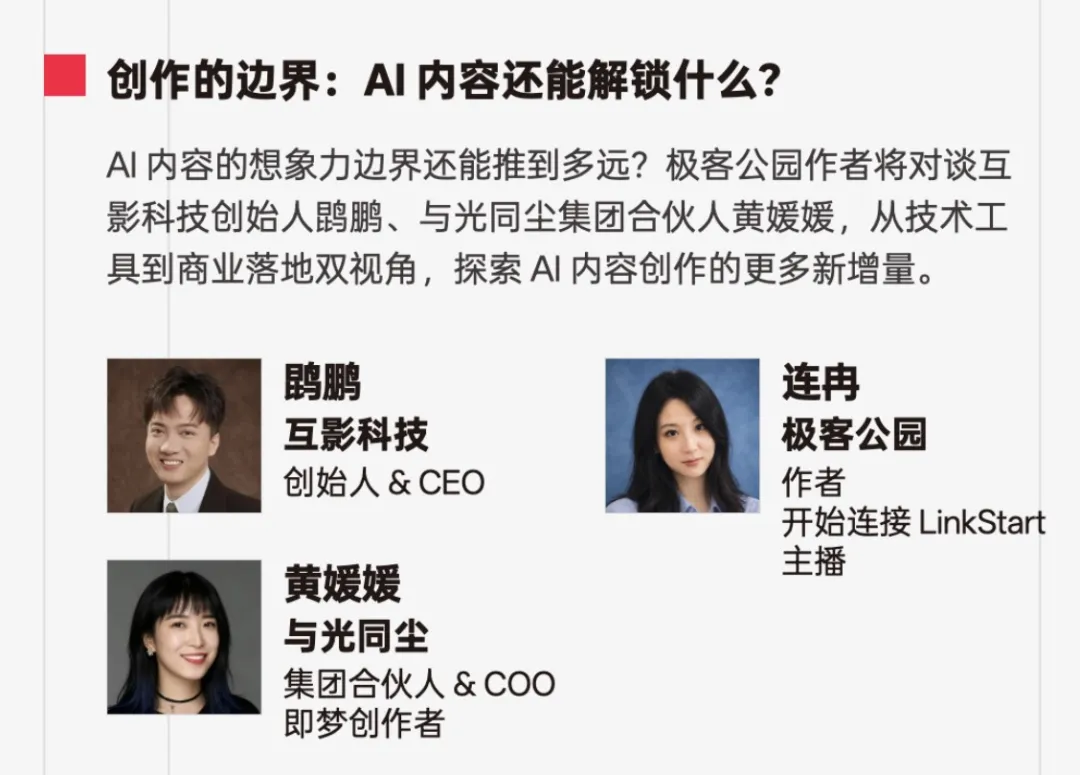 创作的边界：AI 内容还能解锁什么？
AI 内容的想象力边界还能推到多远？极客公园作者将对谈互
影科技创始人鹍鹏、与光同尘集团合伙人黄媛媛，从技术工
具到商业落地双视角，探索 AI 内容创作的更多新增量。
鹍鹏
互影科技
创始人 & CEO
连冉
极客公园
作者
开始连接 LinkStart
主播
黄媛媛
与光同尘
集团合伙人 & COO
即梦创作者